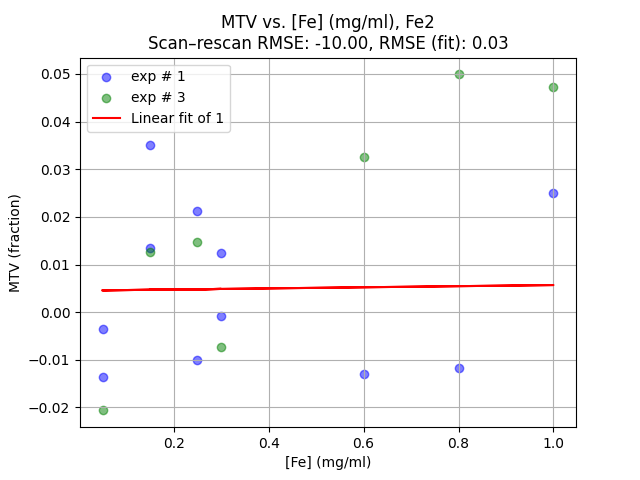 MTV vs. [Fe] (mg/ml), Fe2
Scan–rescan RMSE: -10.00, RMSE (fit): 0.03
exp # 1
exp # 3
Linear fit of 1
0.05
0.04
0.03
0.02
0.01
0.00
−0.01
−0.02
MTV (fraction)
0.2 0.4 0.6 0.8 1.0
[Fe] (mg/ml)